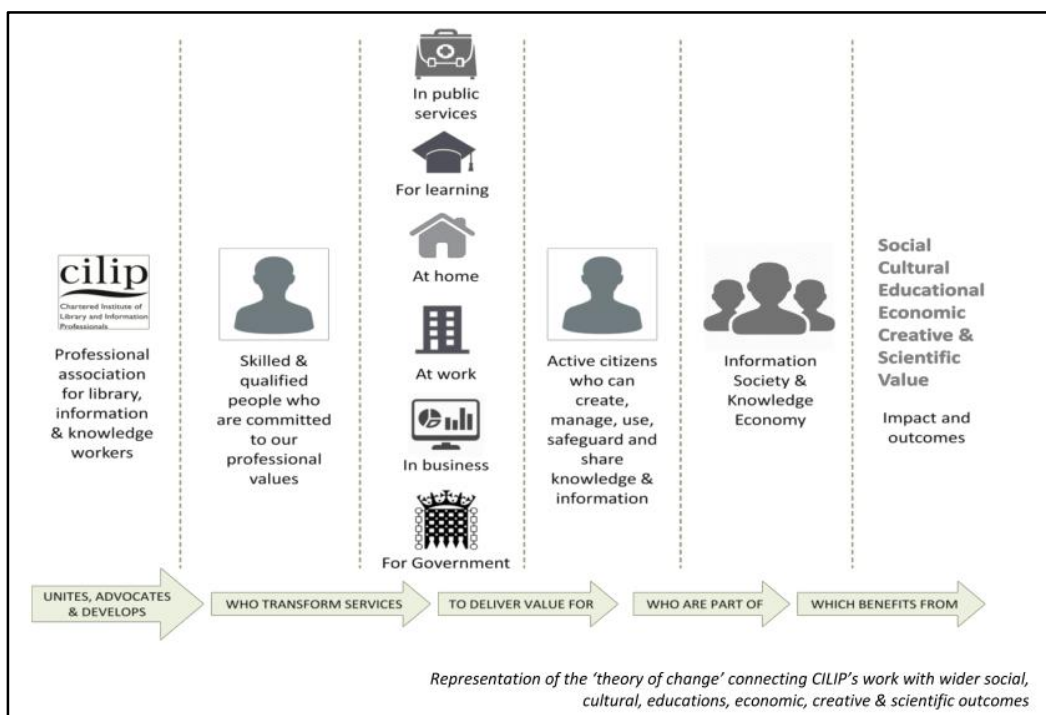 cilip
Chartered Institute of
Library and Information
Professionals
Professional
association
for library,
information
& knowledge
workers
Skilled &
qualified
people who
are committed
to our
professional
values
In public
services
For learning
At home
At work
In business
For Government
Active citizens
who can
create,
manage, use,
safeguard and
share
knowledge &
information
Information
Society &
Knowledge
Economy
Social
Cultural
Educational
Economic
Creative &
Scientific
Value
Impact and
outcomes
UNITES, ADVOCATES
& DEVELOPS
WHO TRANSFORM SERVICES
TO DELIVER VALUE FOR
WHO ARE PART OF
WHICH BENEFITS FROM
Representation of the ‘theory of change’ connecting CILIP’s work with wider social,
cultural, educations, economic, creative & scientific outcomes